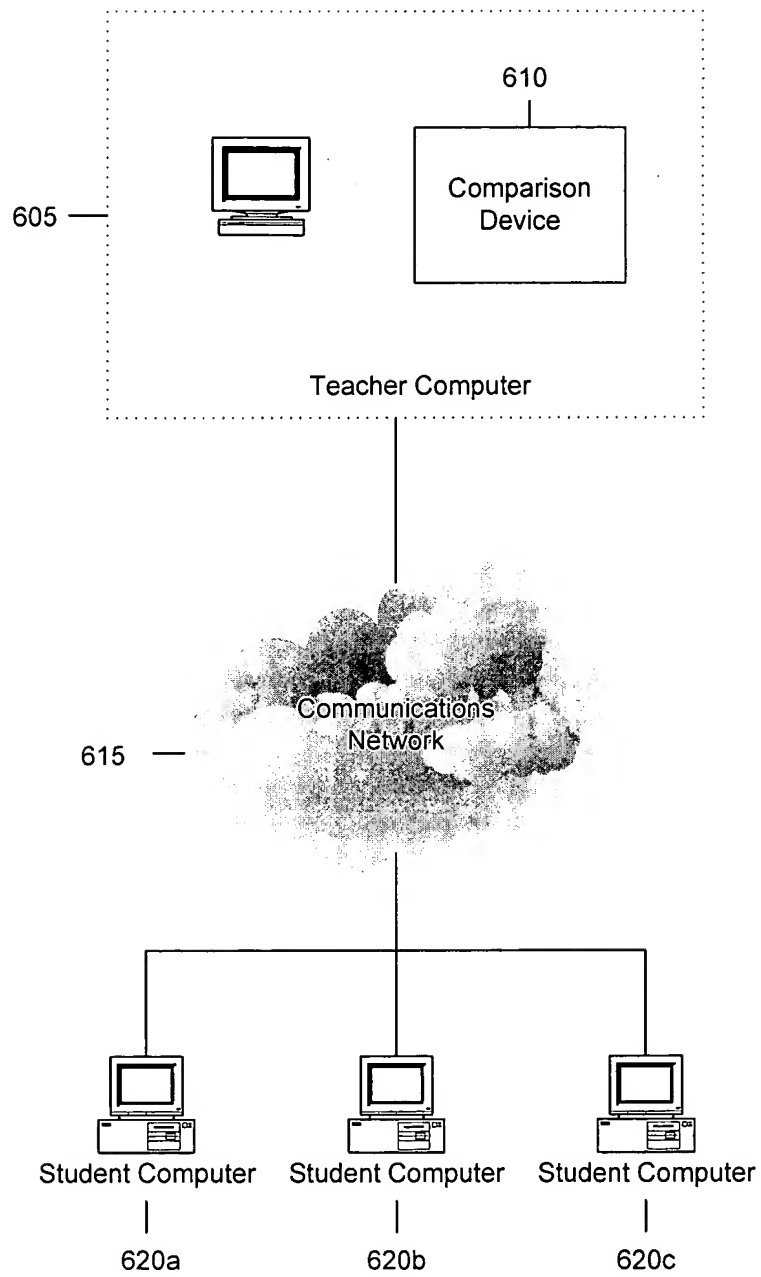 610
Comparison
Device
605
Teacher Computer
Communications
Network
615
Student Computer Student Computer Student Computer
620a 620b 620c